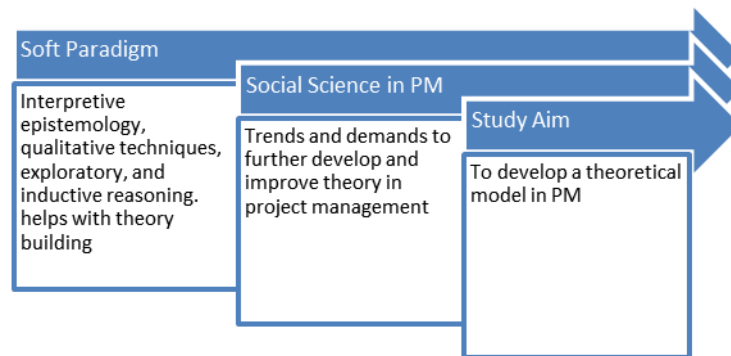 Soft Paradigm
Interpretive
epistemology,
qualitative techniques,
exploratory, and
inductive reasoning.
helps with theory
building
Social Science in PM
Trends and demands to
further develop and
improve theory in
project management
Study Aim
To develop a theoretical
model in PM